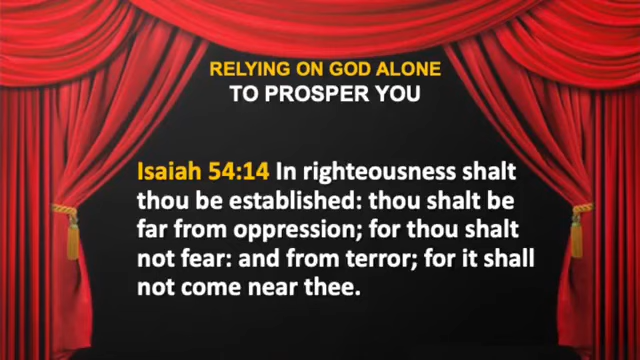 RELYING ON GOD ALONE
TO PROSPER YOU
Isaiah 54:14 In righteousness shalt
thou be established: thou shalt be
far from oppression; for thou shalt
not fear: and from terror; for it shall
not come near thee.